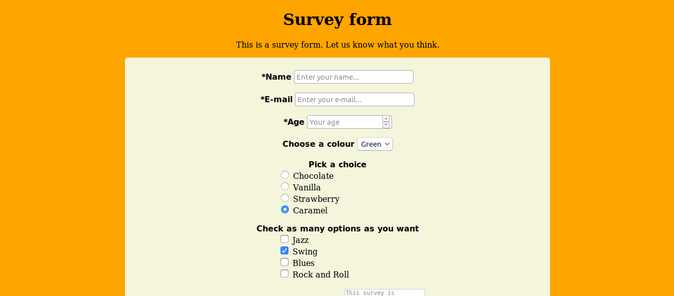 Survey form
This is a survey form. Let us know what you think.
*Name Enter your name...
*E-mail Enter your e-mail...
*Age Your age
Choose a colour Green
Pick a choice
Chocolate
Vanilla
Strawberry
Caramel
Check as many options as you want
Jazz
Swing
Blues
Rock and Roll
This survey is